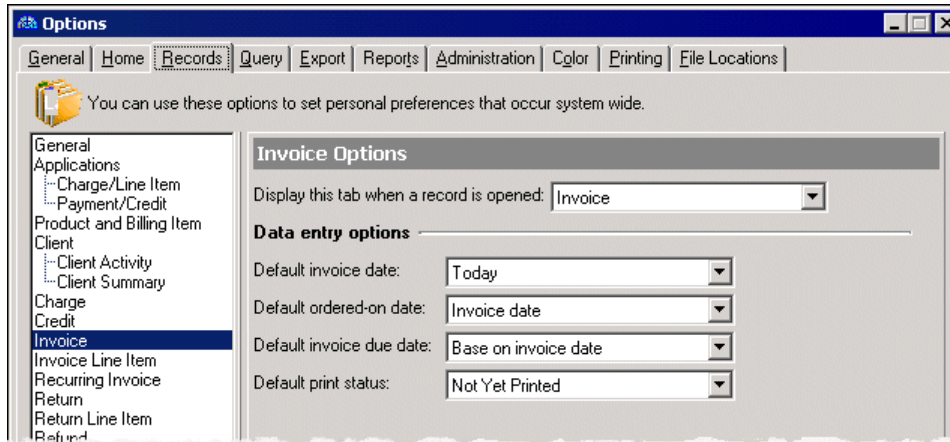 Options
General Home Records Query Export Reports Administration Color Printing File Locations
You can use these options to set personal preferences that occur system wide.
General
Applications
Charge/Line Item
Payment/Credit
Product and Billing Item
Client
Client Activity
Client Summary
Charge
Credit
Invoice
Invoice Line Item
Recurring Invoice
Return
Return Line Item
Refund
Invoice Options
Display this tab when a record is opened: Invoice
Data entry options
Default invoice date: Today
Default ordered-on date: Invoice date
Default invoice due date: Base on invoice date
Default print status: Not Yet Printed